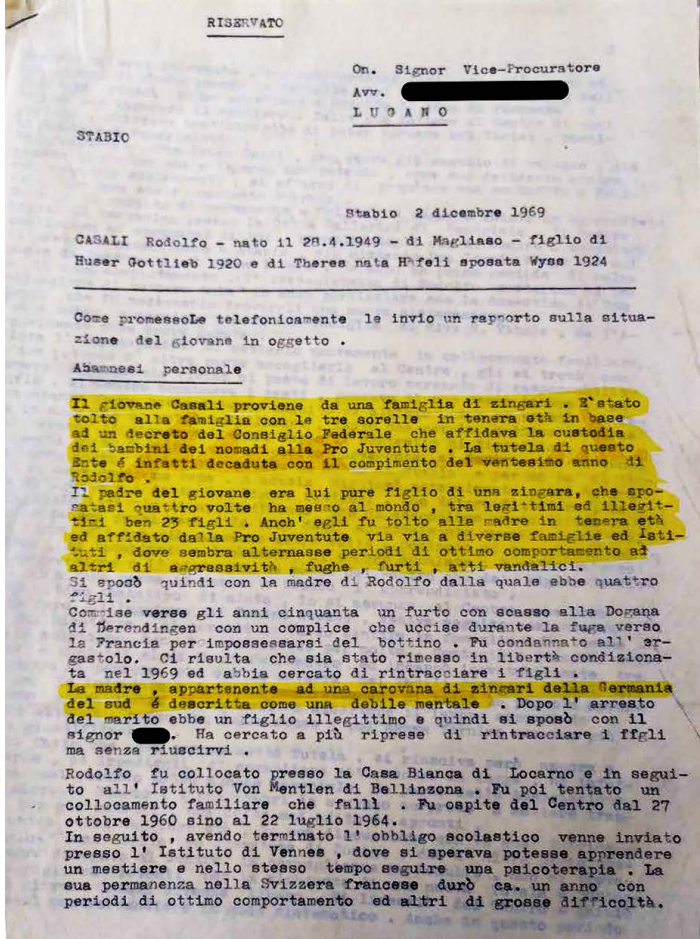 RISERVATO
On. Signor Vice-Procuratore
Avv.
LUGANO
STABIO
Stabio 2 dicembre 1969
CASALI Rodolfo - nato il 28.4.1949 - di Magliaso - figlio di
Huser Gottlieb 1920 e di Theres nata Hafeli sposata Wyss 1924
Come promessoLe telefonicamente le invio un rapporto sulla situa-
zione del giovane in oggetto .
Anamnesi personale
Il giovane Casali proviene da una famiglia di zingari . E'stato
tolto alla famiglia con le tre sorelle in tenera età in base
ad un decreto del Consiglio Federale che affidava la custodia
dei bambini dei nomadi alla Pro Juventute . La tutela di questo
Ente é infatti decaduta con il compimento del ventesimo anno di
Rodolfo .
Il padre del giovane era lui pure figlio di una zingara, che spo-
satasi quattro volte ha messo al mondo , tra legittimi ed illegit-
timi ben 23 figli . Anch' egli fu tolto alla madre in tenera età
ed affidato dalla Pro Juventute via via a diverse famiglie ed Isti-
tuti , dove sembra alternasse periodi di ottimo comportamento ad
altri di aggressività , fughe , furti , atti vandalici.
Si sposò quindi con la madre di Rodolfo dalla quale ebbe quattro
figli .
Commise verso gli anni cinquanta un furto con scasso alla Dogana
di Derendingen con un complice che uccise durante la fuga verso
la Francia per impossessarsi del bottino . Fu condannato all' er-
gastolo. Ci risulta che sia stato rimesso in libertà condiziona-
ta nel 1969 ed abbia cercato di rintracciare i figli .
La madre , appartenente ad una carovana di zingari della Germania
del sud é descritta come una debile mentale . Dopo l' arresto
del marito ebbe un figlio illegittimo e quindi si sposò con il
signor . Ha cercato a più riprese di rintracciare i ffgli
ma senza riuscirvi .
Rodolfo fu collocato presso la Casa Bianca di Locarno e in segui-
to all' Istituto Von Mentlen di Bellinzona . Fu poi tentato un
collocamento familiare che fallì . Fu ospite del Centro dal 27
ottobre 1960 sino al 22 luglio 1964.
In seguito , avendo terminato l' obbligo scolastico venne inviato
presso l' Istituto di Vennes , dove si sperava potesse apprendere
un mestiere e nello stesso tempo seguire una psicoterapia . La
sua permanenza nella Svizzera francese durò ca. un anno con
periodi di ottimo comportamento ed altri di grosse difficoltà.